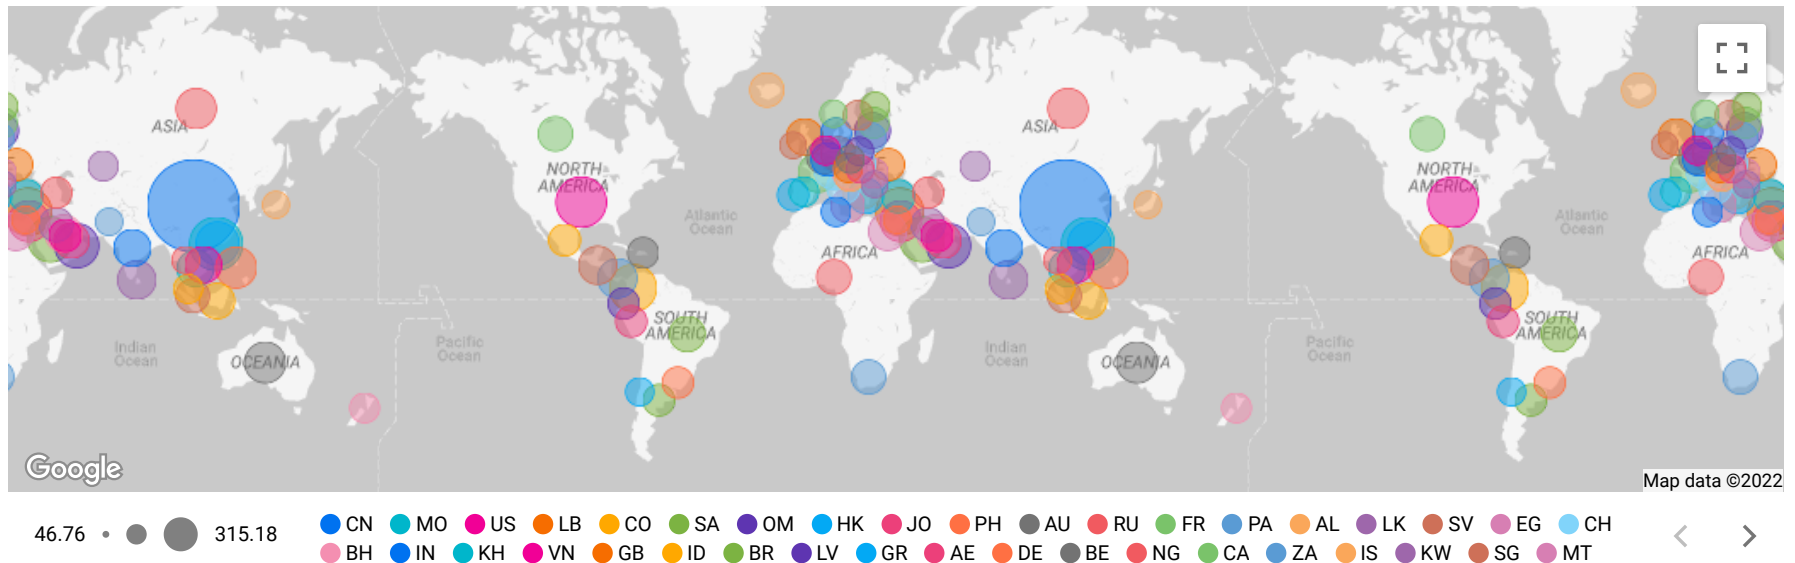 ASIA
NORTH
AMERICA
Atlantic
Ocean
AFRICA
ASIA
NORTH
AMERICA
Atlantic
Ocean
AFRICA
SOUTH
AMERICA
Indian
Ocean
OCEANIA
Pacific
Ocean
Indian
Ocean
OCEANIA
Pacific
Ocean
SOUTH
AMERICA
Google
Map data ©2022
46.76 315.18
CN MO US LB CO SA OM HK JO PH AU RU FR PA AL LK SV EG CH
BH IN KH VN GB ID BR LV GR AE DE BE NG CA ZA IS KW SG MT